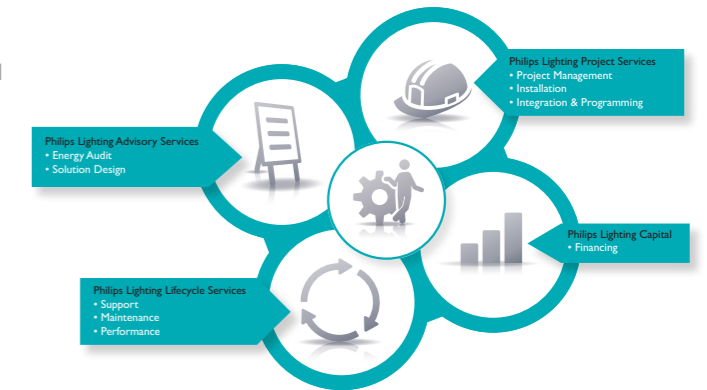 Philips Lighting Project Services
• Project Management
• Installation
• Integration & Programming
Philips Lighting Advisory Services
• Energy Audit
• Solution Design
Philips Lighting Capital
• Financing
Philips Lighting Lifecycle Services
• Support
• Maintenance
• Performance